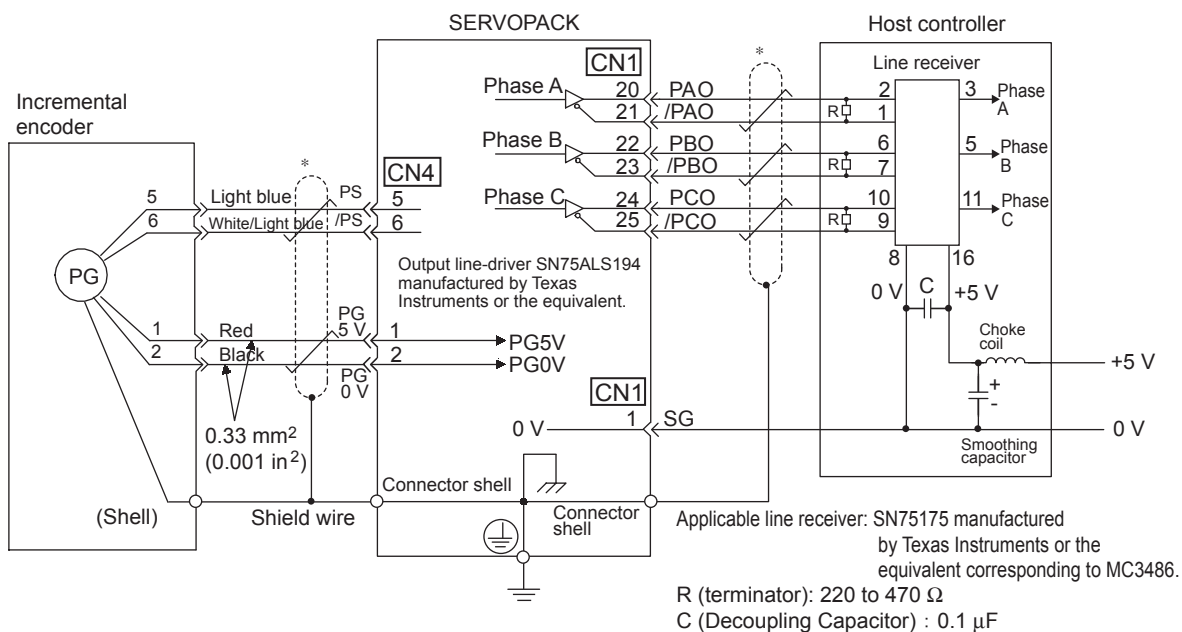 SERVOPACK
Host controller
Incremental
encoder
PG
5
6
1
2
Light blue
White/Light blue
Red
Black
PS
/PS
PG
5 V
PG
0 V
*
0.33 mm²
(0.001 in²)
(Shell)
Shield wire
CN4
5
6
1
2
PG5V
PG0V
Output line-driver SN75ALS194
manufactured by Texas
Instruments or the equivalent.
CN1
Phase A
20
21
Phase B
22
23
Phase C
24
25
PAO
/PAO
PBO
/PBO
PCO
/PCO
*
CN1
0 V
1
SG
Connector shell
Connector
shell
Line receiver
R
R
R
2
1
6
7
10
9
3
Phase
A
5
Phase
B
11
Phase
C
8
16
0 V
C
+5 V
Choke
coil
+5 V
+
-
Smoothing
capacitor
0 V
Applicable line receiver: SN75175 manufactured
by Texas Instruments or the
equivalent corresponding to MC3486.
R (terminator): 220 to 470 Ω
C (Decoupling Capacitor) : 0.1 μF